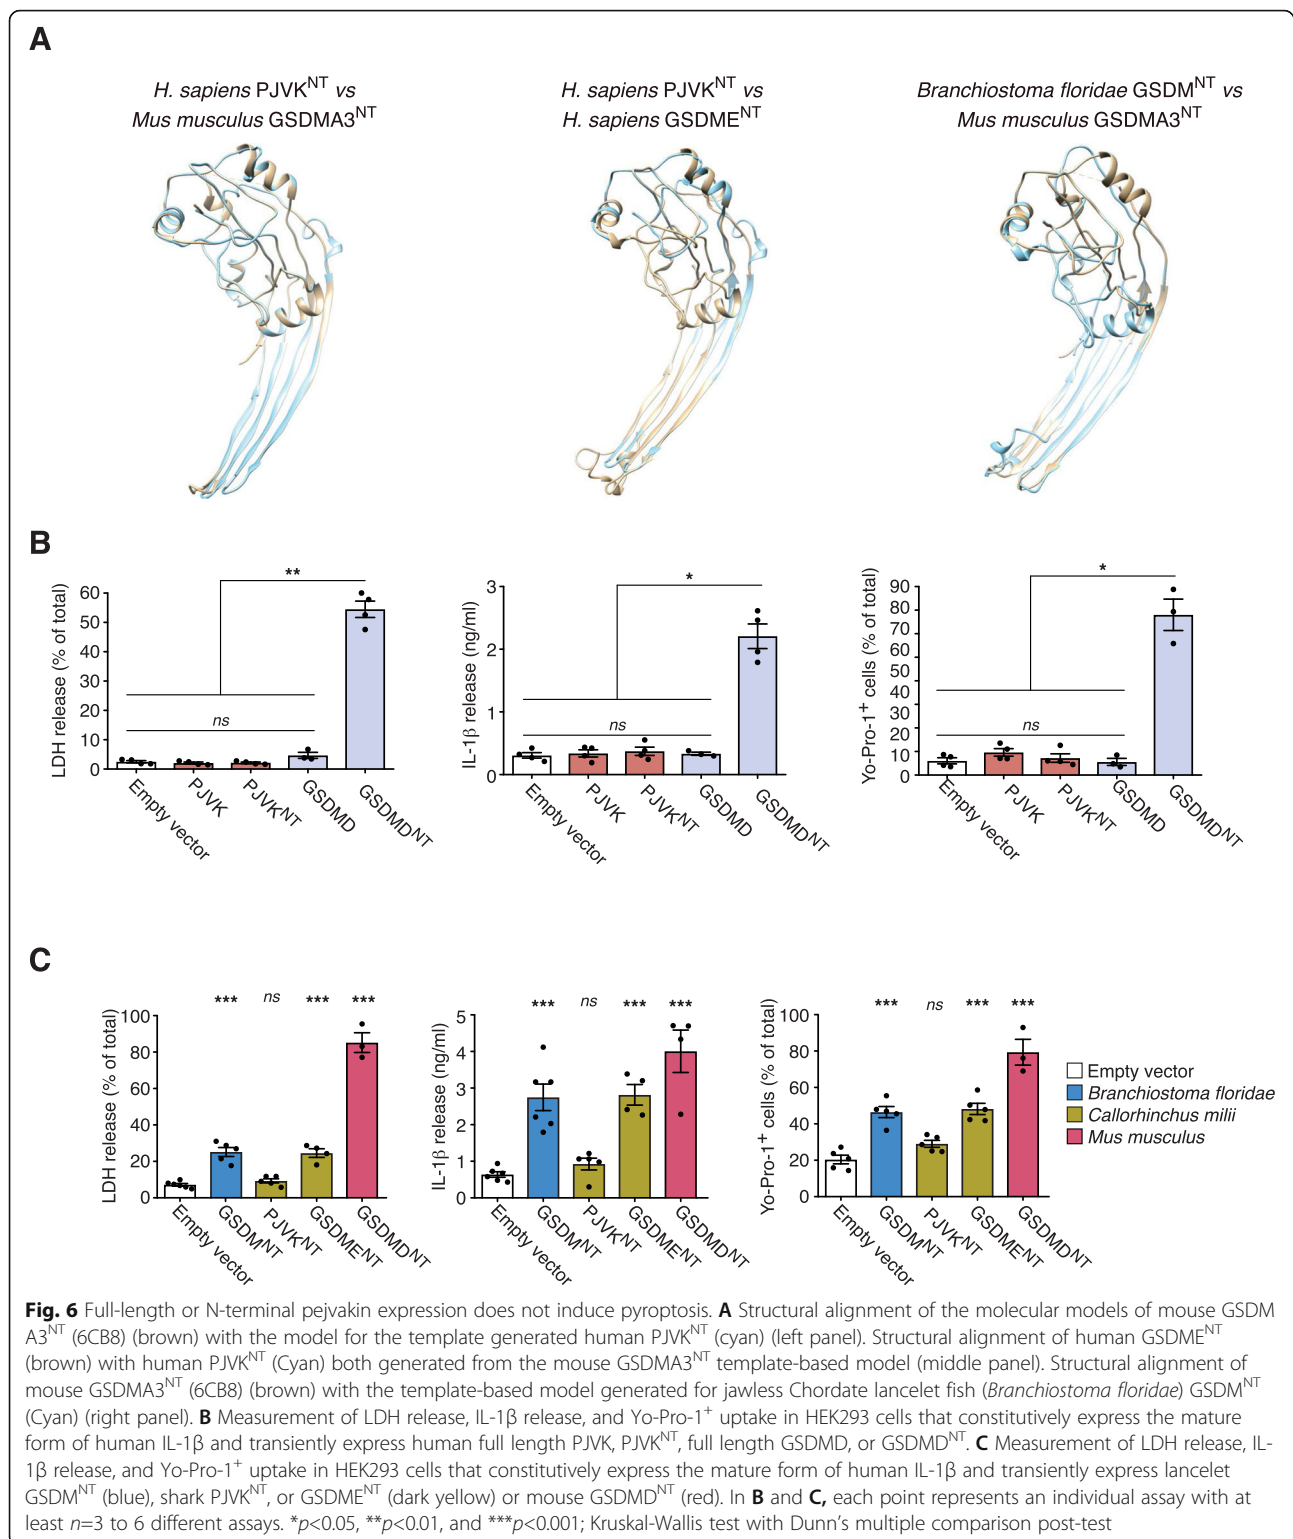 A
H. sapiens PJVKNT vs
Mus musculus GSDMA3NT
H. sapiens PJVKNT vs
H. sapiens GSDMENT
Branchiostoma floridae GSDMNT vs
Mus musculus GSDMA3NT
B
LDH release (% of total)
60
50
40
30
20
10
0
**
ns
Empty vector
PJVK
PJVKNT
GSDMD
GSDMDNT
IL-1β release (ng/ml)
3
2
1
0
*
ns
Empty vector
PJVK
PJVKNT
GSDMD
GSDMDNT
Yo-Pro-1+ cells (% of total)
90
80
70
60
50
40
30
20
10
0
*
ns
Empty vector
PJVK
PJVKNT
GSDMD
GSDMDNT
C
LDH release (% of total)
100
80
60
40
20
0
*** ns *** ***
Empty vector
GSDMNT
PJVKNT
GSDMENT
GSDMDNT
IL-1β release (ng/ml)
5
4
3
2
1
0
*** ns *** ***
Empty vector
GSDMNT
PJVKNT
GSDMENT
GSDMDNT
Yo-Pro-1+ cells (% of total)
100
80
60
40
20
0
*** ns *** ***
Empty vector
GSDMNT
PJVKNT
GSDMENT
GSDMDNT
Empty vector
Branchiostoma floridae
Callorhinchus milii
Mus musculus
Fig. 6 Full-length or N-terminal pejvakin expression does not induce pyroptosis. A Structural alignment of the molecular models of mouse GSDM
A3NT (6CB8) (brown) with the model for the template generated human PJVKNT (cyan) (left panel). Structural alignment of human GSDMENT
(brown) with human PJVKNT (Cyan) both generated from the mouse GSDMA3NT template-based model (middle panel). Structural alignment of
mouse GSDMA3NT (6CB8) (brown) with the template-based model generated for jawless Chordate lancelet fish (Branchiostoma floridae) GSDMNT
(Cyan) (right panel). B Measurement of LDH release, IL-1β release, and Yo-Pro-1+ uptake in HEK293 cells that constitutively express the mature
form of human IL-1β and transiently express human full length PJVK, PJVKNT, full length GSDMD, or GSDMDNT. C Measurement of LDH release, IL-
1β release, and Yo-Pro-1+ uptake in HEK293 cells that constitutively express the mature form of human IL-1β and transiently express lancelet
GSDMNT (blue), shark PJVKNT, or GSDMENT (dark yellow) or mouse GSDMDNT (red). In B and C, each point represents an individual assay with at
least n=3 to 6 different assays. *p<0.05, **p<0.01, and ***p<0.001; Kruskal-Wallis test with Dunn’s multiple comparison post-test